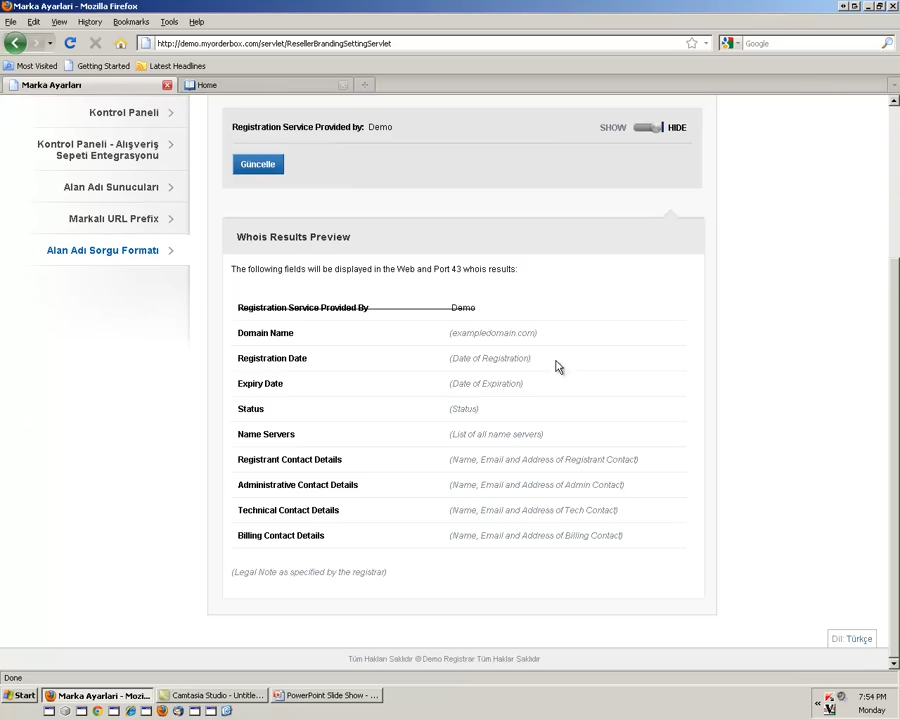 Marka Ayarlari - Mozilla Firefox
File Edit View History Bookmarks Tools Help
http://demo.myorderbox.com/servlet/ResellerBrandingSettingServlet
Google
Most Visited Getting Started Latest Headlines
Marka Ayarları Home
Kontrol Paneli
Kontrol Paneli - Alışveriş
Sepeti Entegrasyonu
Alan Adı Sunucuları
Markalı URL Prefix
Alan Adı Sorgu Formatı
Registration Service Provided by: Demo SHOW HIDE
Güncelle
Whois Results Preview
The following fields will be displayed in the Web and Port 43 whois results:
Registration Service Provided By Demo
Domain Name (exampledomain.com)
Registration Date (Date of Registration)
Expiry Date (Date of Expiration)
Status (Status)
Name Servers (List of all name servers)
Registrant Contact Details (Name, Email and Address of Registrant Contact)
Administrative Contact Details (Name, Email and Address of Admin Contact)
Technical Contact Details (Name, Email and Address of Tech Contact)
Billing Contact Details (Name, Email and Address of Billing Contact)
(Legal Note as specified by the registrar)
Dil: Türkçe
Tüm Hakları Saklıdır © Demo Registrar Tüm Haklar Saklıdır
Done
Start Marka Ayarlari - Mozi... Camtasia Studio - Untitle... PowerPoint Slide Show - ... 7:54 PM
Monday